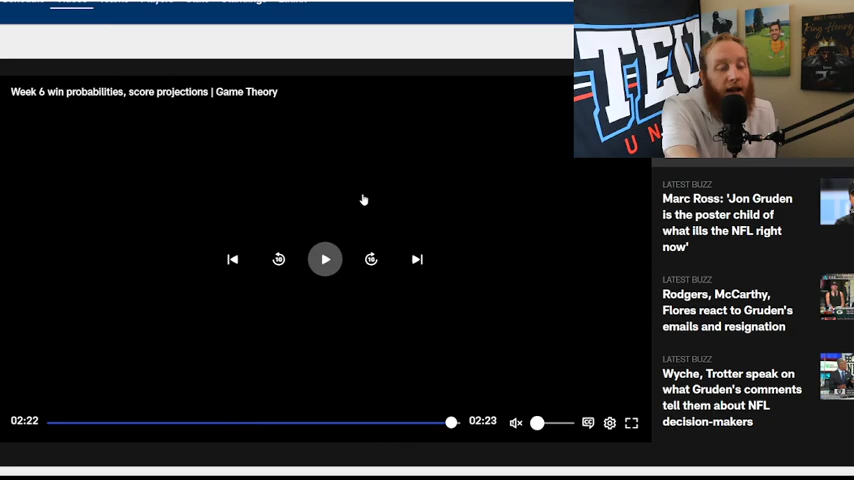 Week 6 win probabilities, score projections | Game Theory
10
10
02:22
02:23
LATEST BUZZ
Marc Ross: 'Jon Gruden
is the poster child of
what ills the NFL right
now'
LATEST BUZZ
Rodgers, McCarthy,
Flores react to Gruden's
emails and resignation
LATEST BUZZ
Wyche, Trotter speak on
what Gruden's comments
tell them about NFL
decision-makers